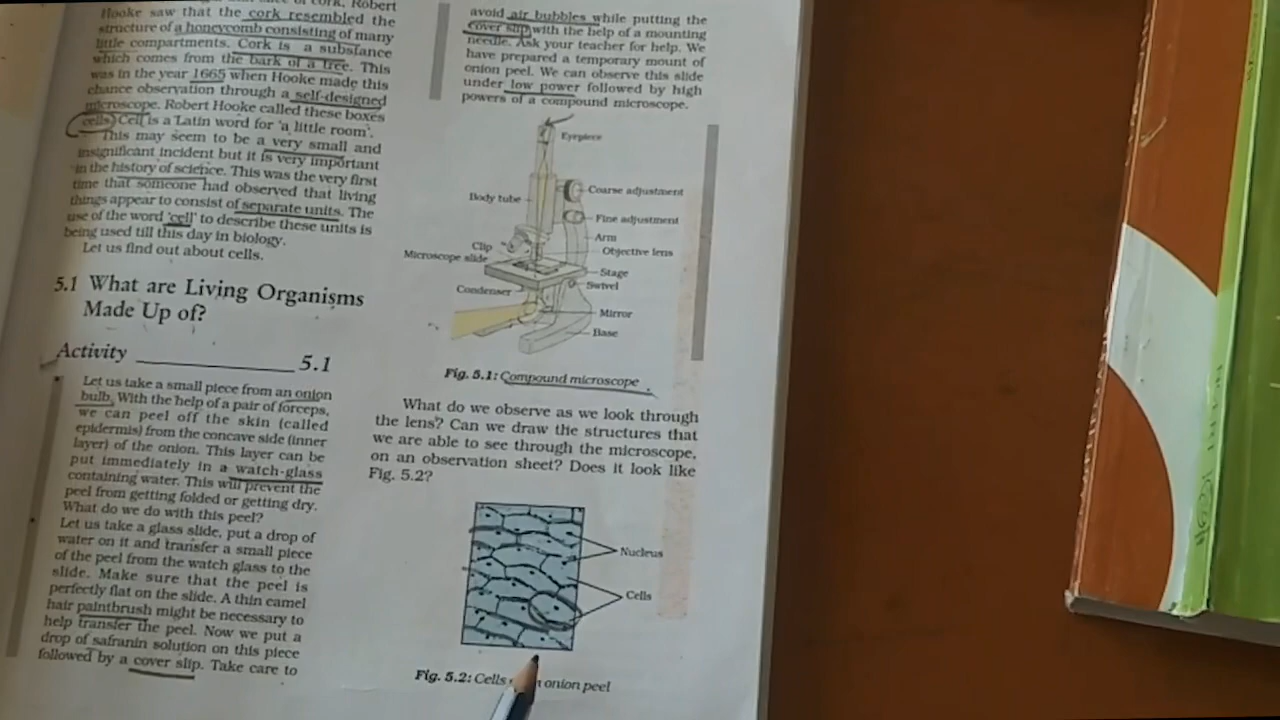 of cork, Robert
Hooke saw that the cork resembled the
structure of a honeycomb consisting of many
little compartments. Cork is a substance
which comes from the bark of a tree. This
was in the year 1665 when Hooke made this
chance observation through a self-designed
microscope. Robert Hooke called these boxes
cells. Cell is a Latin word for 'a little room'.
This may seem to be a very small and
insignificant incident but it is very important
in the history of science. This was the very first
time that someone had observed that living
things appear to consist of separate units. The
use of the word 'cell' to describe these units is
being used till this day in biology.
Let us find out about cells.
5.1 What are Living Organisms
Made Up of?
Activity 5.1
Let us take a small piece from an onion
bulb. With the help of a pair of forceps,
we can peel off the skin (called
epidermis) from the concave side (inner
layer) of the onion. This layer can be
put immediately in a watch-glass
containing water. This will prevent the
peel from getting folded or getting dry.
What do we do with this peel?
Let us take a glass slide, put a drop of
water on it and transfer a small piece
of the peel from the watch glass to the
slide. Make sure that the peel is
perfectly flat on the slide. A thin camel
hair paintbrush might be necessary to
help transfer the peel. Now we put a
drop of safranin solution on this piece
followed by a cover slip. Take care to
avoid air bubbles while putting the
cover slip with the help of a mounting
needle. Ask your teacher for help. We
have prepared a temporary mount of
onion peel. We can observe this slide
under low power followed by high
powers of a compound microscope.
Eyepiece
Coarse adjustment
Body tube
Fine adjustment
Arm
Clip
Objective lens
Microscope slide
Stage
Swivel
Condenser
Mirror
Base
Fig. 5.1: Compound microscope
What do we observe as we look through
the lens? Can we draw the structures that
we are able to see through the microscope,
on an observation sheet? Does it look like
Fig. 5.2?
Nucleus
Cells
Fig. 5.2: Cells onion peel